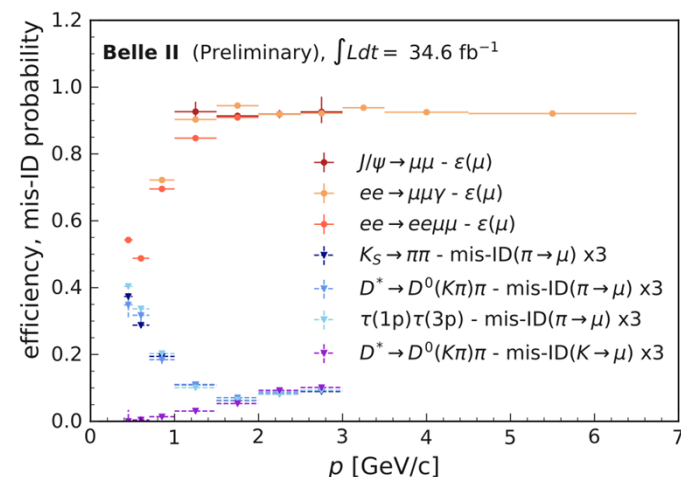 1.2
1.0
0.8
0.6
0.4
0.2
0.0
efficiency, mis-ID probability
Belle II (Preliminary), ∫Ldt = 34.6 fb⁻¹
J/ψ → μμ - ε(μ)
ee → μμγ - ε(μ)
ee → eeμμ - ε(μ)
K_S → ππ - mis-ID(π → μ) x3
D* → D⁰(Kπ)π - mis-ID(π → μ) x3
τ(1p)τ(3p) - mis-ID(π → μ) x3
D* → D⁰(Kπ)π - mis-ID(K → μ) x3
0 1 2 3 4 5 6 7
p [GeV/c]